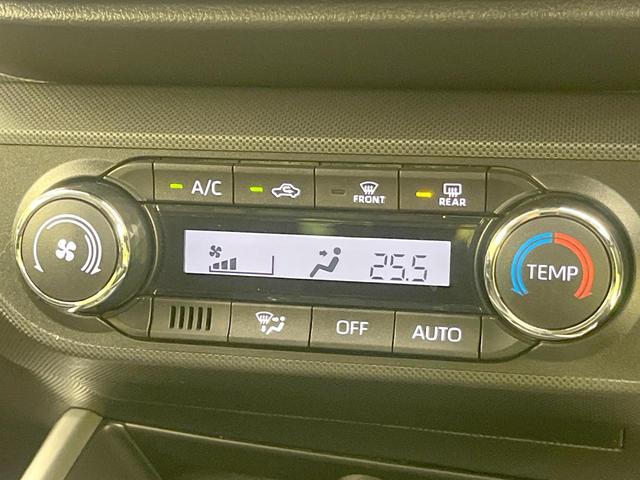 A/C
FRONT
REAR
25.5
TEMP
OFF
AUTO